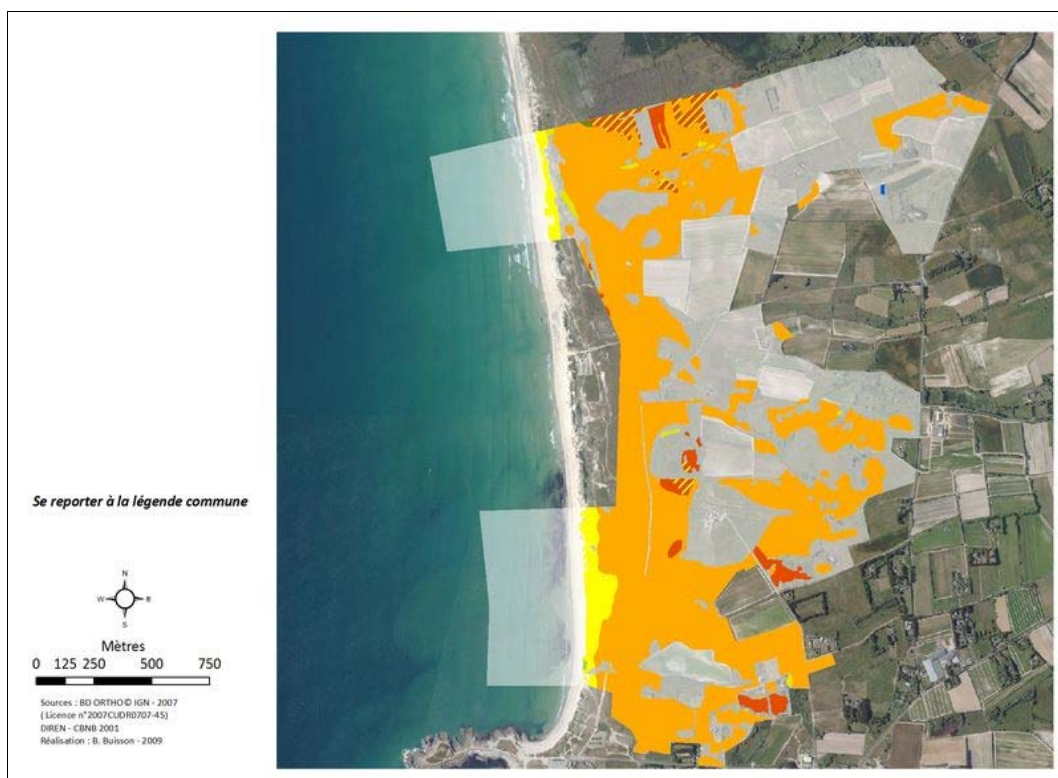 Se reporter à la légende commune
N
W E
S
Mètres
0 125 250 500 750
Sources : BD ORTHO© IGN - 2007
( Licence n°2007CUDR0707-45)
DIREN - CBNB 2001
Réalisation : B. Buisson - 2009